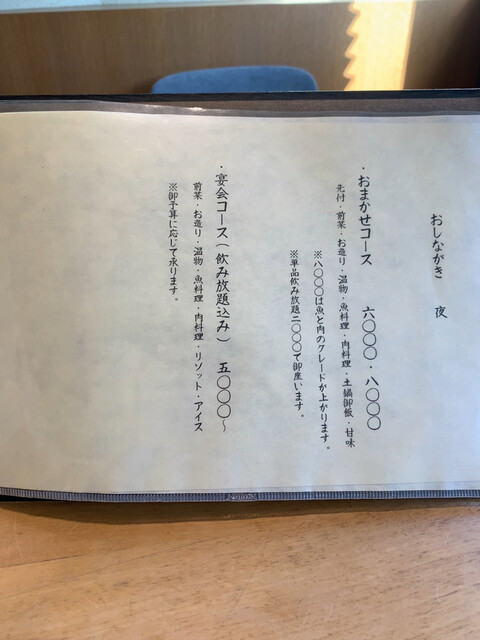 おしながき　夜
・おまかせコース　六〇〇〇・八〇〇〇
先付・前菜・お造り・温物・魚料理・肉料理・土鍋御飯・甘味
※八〇〇〇は魚と肉のグレードが上かります。
※単品飲み放題二〇〇〇で御座います。
・宴会コース（飲み放題込み）　五〇〇〇～
前菜・お造り・温物・魚料理・肉料理・リゾット・アイス
※御予算に応じて承ります。